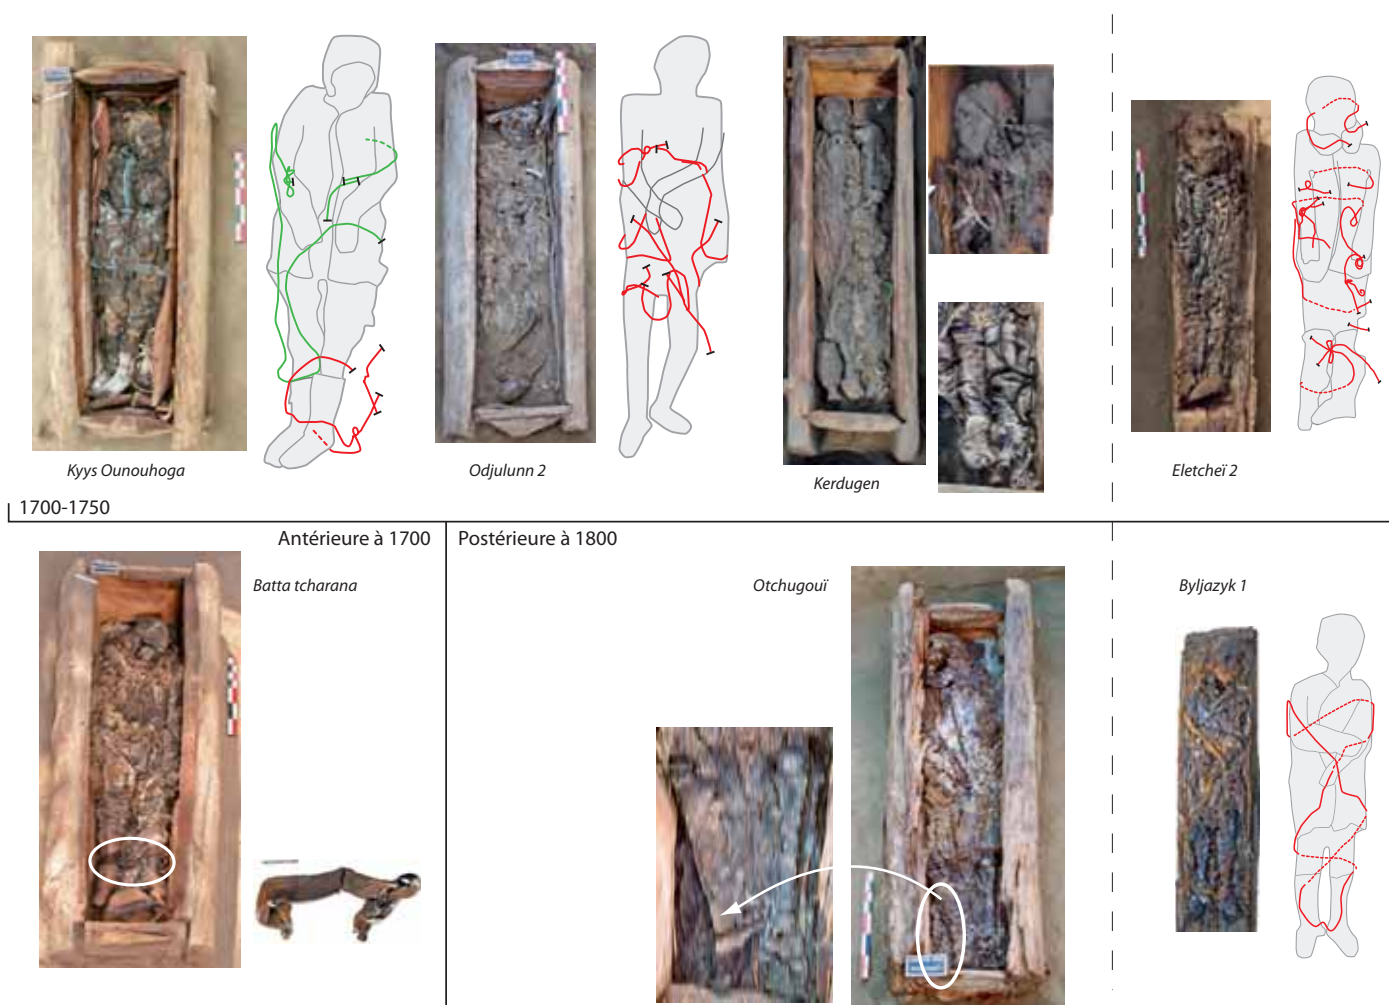 Kyys Ounouhoga
Odjulunn 2
Kerdugen
Eletcheï 2
1700-1750
Antérieure à 1700
Postérieure à 1800
Batta tcharana
Otchugouï
Byljazyk 1